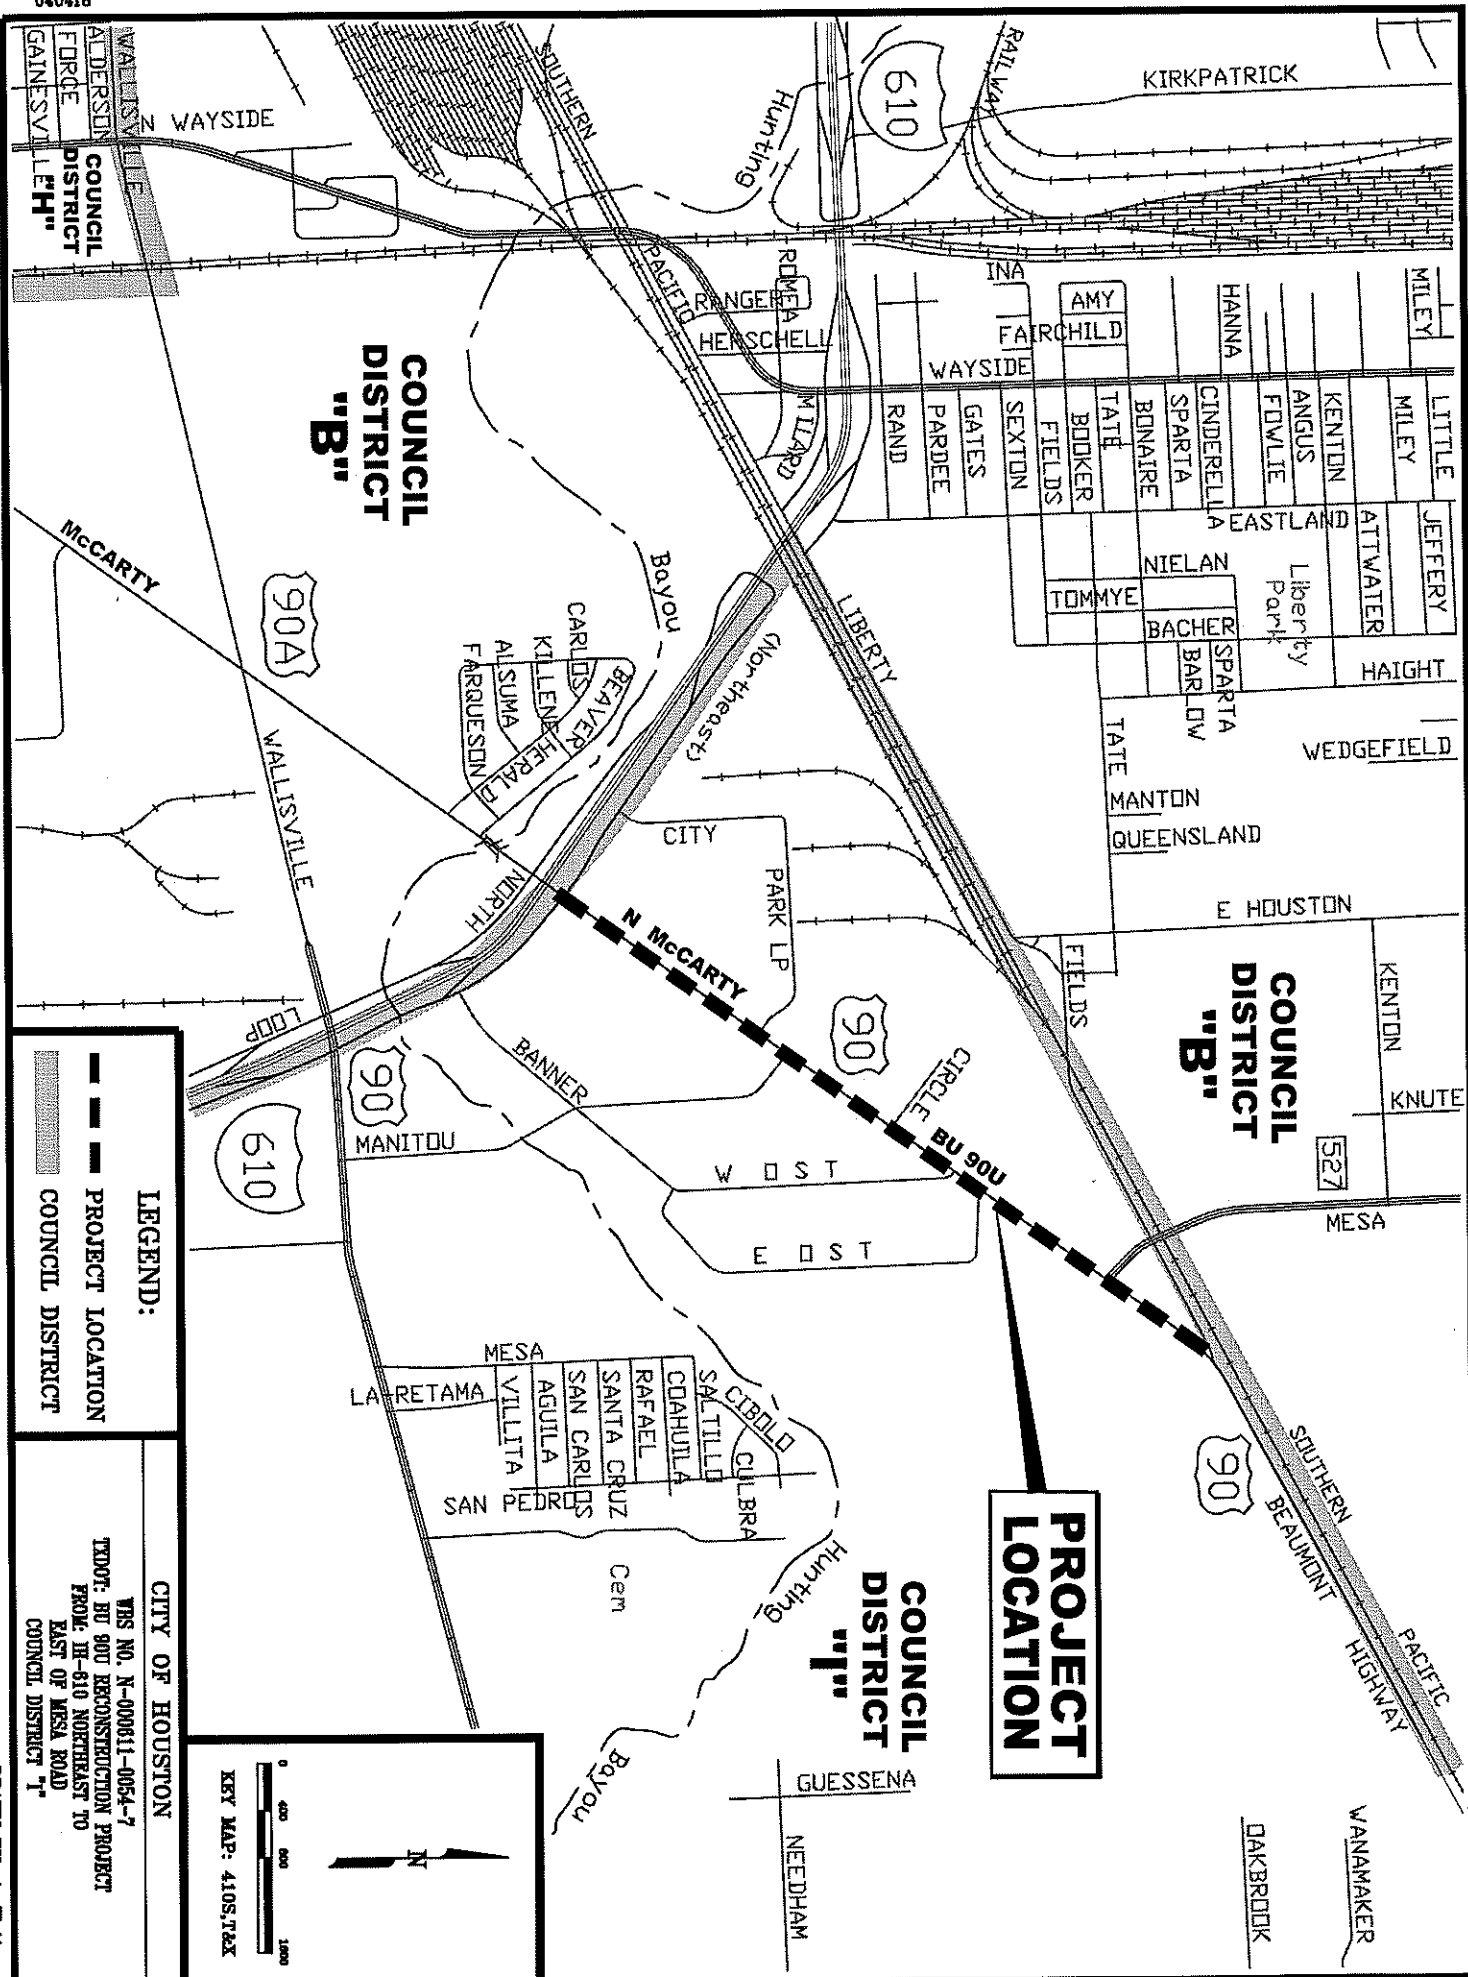 040416
KIRKPATRICK
RAILWAY
610
Hunting
SOUTHERN
WALLISVILLE
ALDERSON
FORCE
GAINESVILLE
N WAYSIDE
COUNCIL
DISTRICT
"H"
PACIFIC
RANGER
ROMEA
HERSCHELL
MILARD
INA
AMY
FAIRCHILD
HANNA
MILEY
WAYSIDE
RAND
PARDEE
GATES
SEXTON
FIELDS
BOOKER
TATE
BONAIRE
SPARTA
CINDERELLA
FOWLIE
ANGUS
KENTON
MILEY
LITTLE
EASTLAND
ATTWATER
JEFFERY
NIELAN
TOMMYE
BACHER
SPARTA
BARLOW
Liberty
Park
HAIGHT
WEDGEFIELD
TATE
MANTON
QUEENSLAND
E HOUSTON
COUNCIL
DISTRICT
"B"
McCARTY
90A
WALLISVILLE
Bayou
CARLOS
BEAVER
KILLENE
ALSUMA
HERALD
FARQUESON
(Northeast)
LIBERTY
CITY
PARK LP
NORTH
LOOP
N McCARTY
90
FIELDS
COUNCIL
DISTRICT
"B"
KENTON
KNUTE
527
MESA
CIRCLE
BU 90U
BANNER
MANITOU
90
610
W OST
E OST
MESA
LA RETAMA
VILLITA
AGUILA
SAN CARLOS
SANTA CRUZ
RAFAEL
COAHUILA
SALTILLO
CIBOLO
CULBRA
SAN PEDRO
Cem
Hunting
Bayou
PROJECT
LOCATION
90
SOUTHERN
PACIFIC
BEAUMONT
HIGHWAY
COUNCIL
DISTRICT
"I"
GUESSENA
NEEDHAM
OAKBROOK
WANAMAKER
LEGEND:
PROJECT LOCATION
COUNCIL DISTRICT
N
0 400 800 1600
KEY MAP: 410S,T&X
CITY OF HOUSTON
WBS NO. N-000811-0054-7
TXDOT: BU 90U RECONSTRUCTION PROJECT
FROM: IH-610 NORTHEAST TO
EAST OF MESA ROAD
COUNCIL DISTRICT "I"